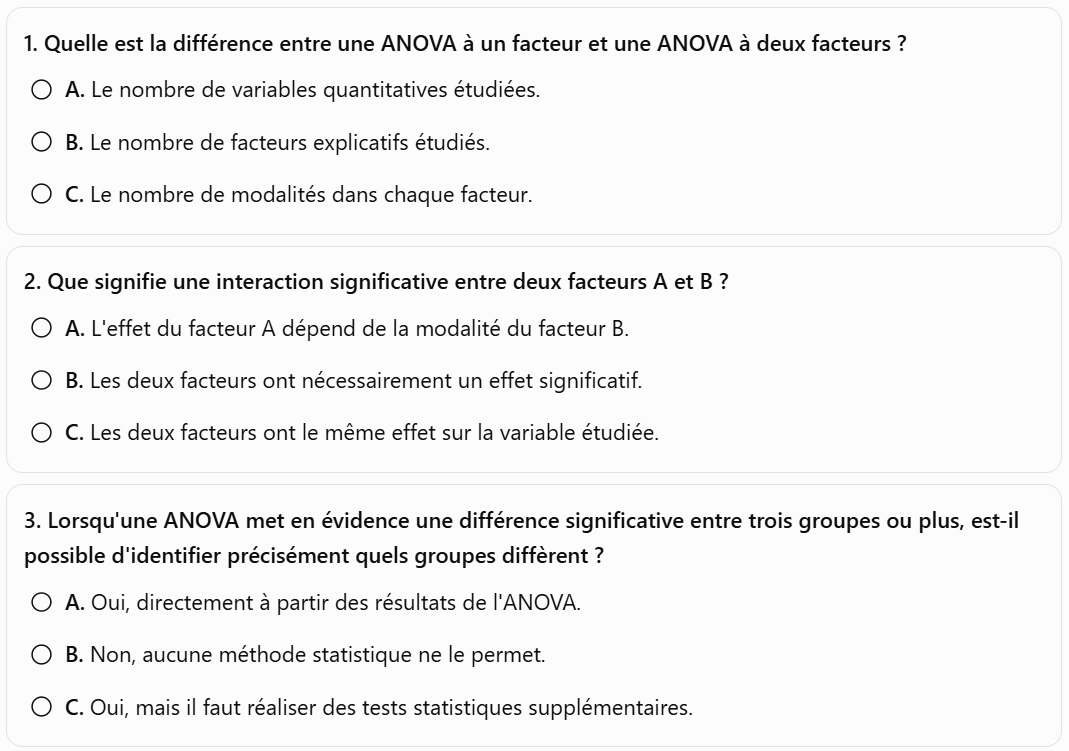 1. Quelle est la différence entre une ANOVA à un facteur et une ANOVA à deux facteurs ?
A. Le nombre de variables quantitatives étudiées.
B. Le nombre de facteurs explicatifs étudiés.
C. Le nombre de modalités dans chaque facteur.
2. Que signifie une interaction significative entre deux facteurs A et B ?
A. L'effet du facteur A dépend de la modalité du facteur B.
B. Les deux facteurs ont nécessairement un effet significatif.
C. Les deux facteurs ont le même effet sur la variable étudiée.
3. Lorsqu'une ANOVA met en évidence une différence significative entre trois groupes ou plus, est-il
possible d'identifier précisément quels groupes diffèrent ?
A. Oui, directement à partir des résultats de l'ANOVA.
B. Non, aucune méthode statistique ne le permet.
C. Oui, mais il faut réaliser des tests statistiques supplémentaires.